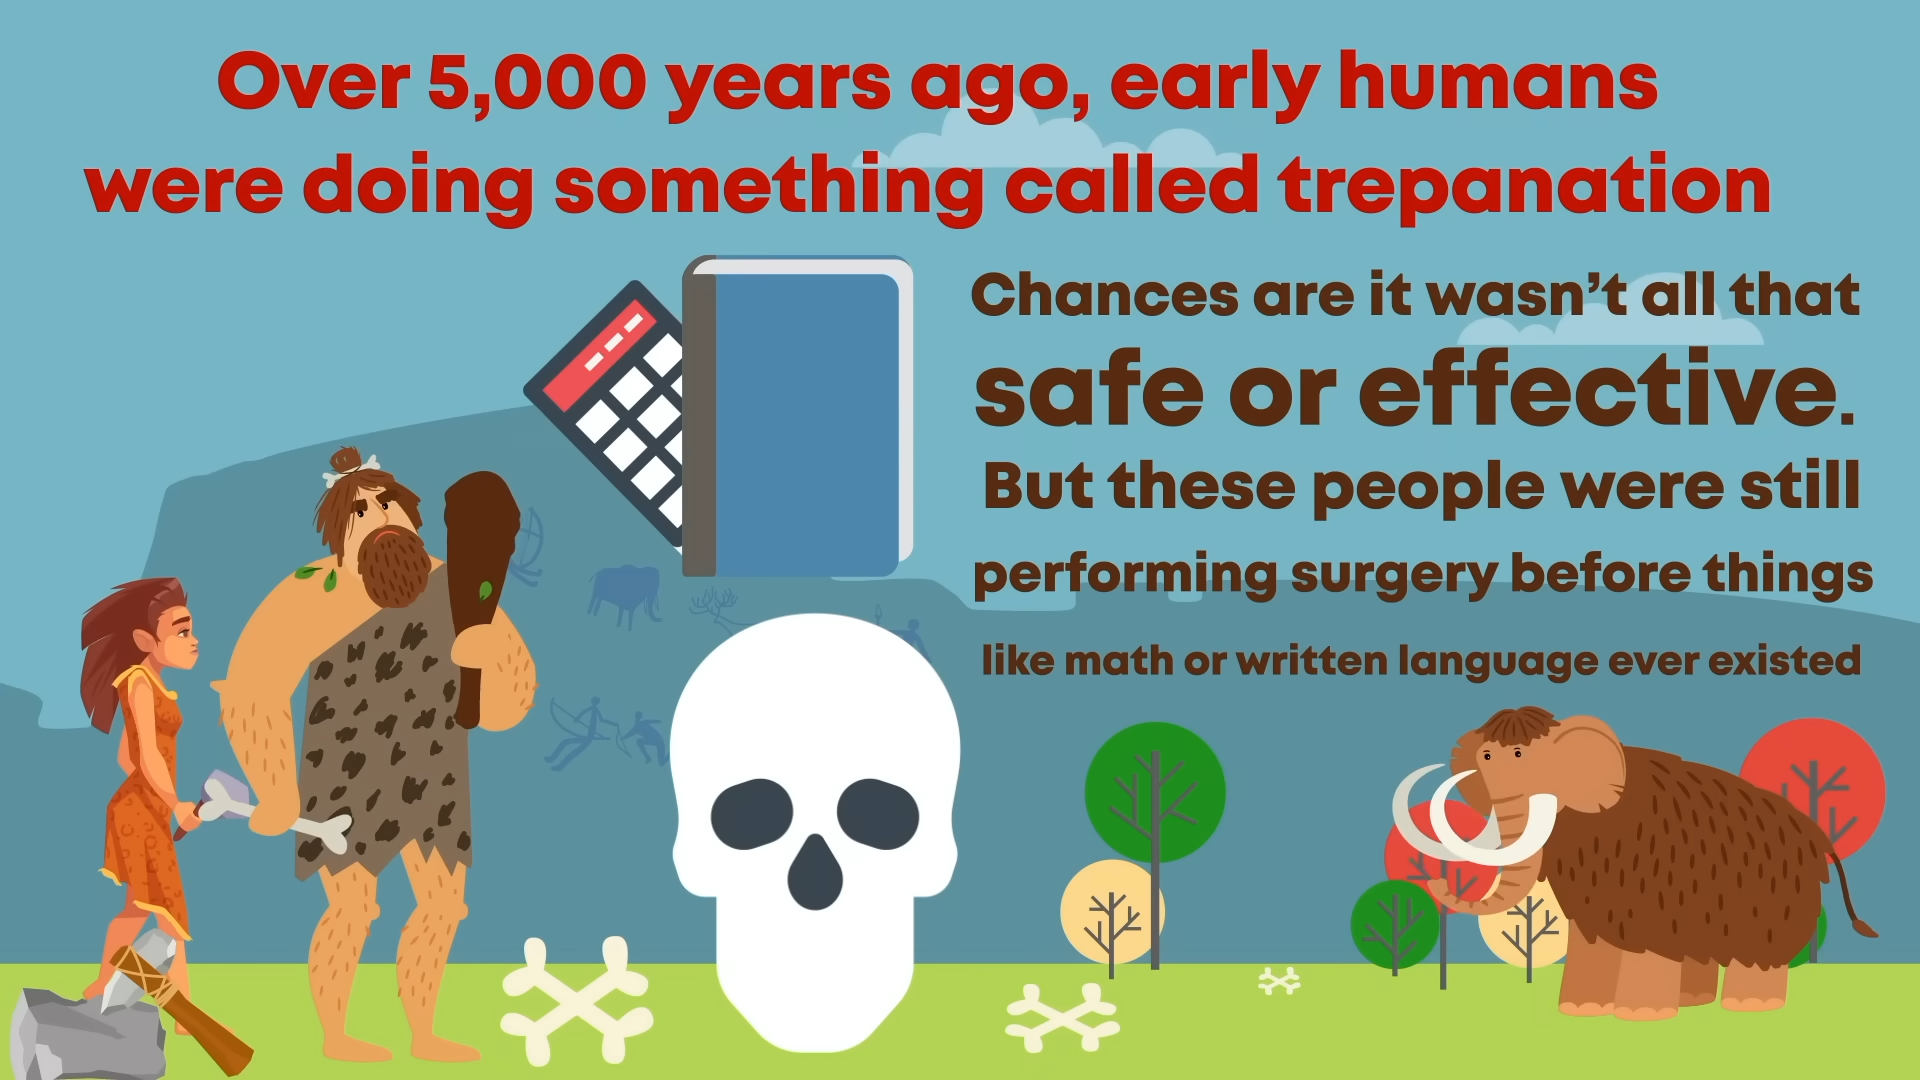 Over 5,000 years ago, early humans
were doing something called trepanation
Chances are it wasn’t all that
safe or effective.
But these people were still
performing surgery before things
like math or written language ever existed